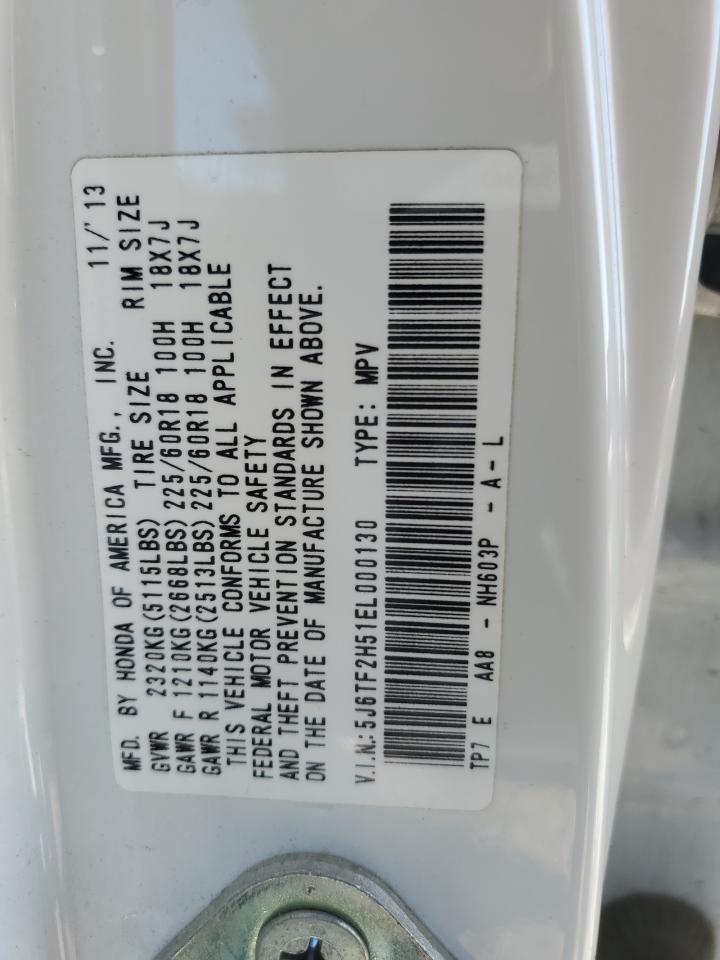 MFD. BY HONDA OF AMERICA MFG., INC. 11/'13
GVWR 2320KG(5115LBS) TIRE SIZE RIM SIZE
GAWR F 1210KG(2668LBS) 225/60R18 100H 18X7J
GAWR R 1140KG(2513LBS) 225/60R18 100H 18X7J
THIS VEHICLE CONFORMS TO ALL APPLICABLE
FEDERAL MOTOR VEHICLE SAFETY
AND THEFT PREVENTION STANDARDS IN EFFECT
ON THE DATE OF MANUFACTURE SHOWN ABOVE.
V.I.N.: 5J6TF2H51EL000130 TYPE: MPV
TP7 E AA8 - NH603P - A - L